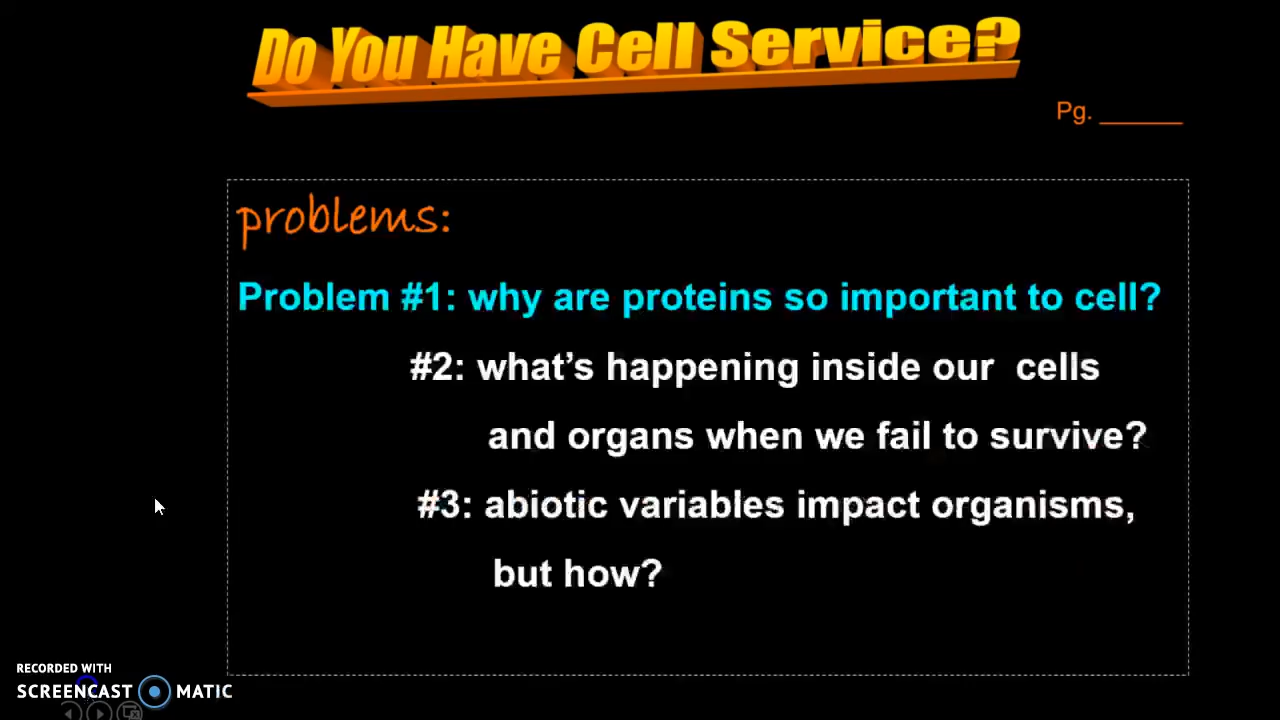 Do You Have Cell Service?
Pg. ______
problems:
Problem #1: why are proteins so important to cell?
#2: what’s happening inside our cells
and organs when we fail to survive?
#3: abiotic variables impact organisms,
but how?
RECORDED WITH
SCREENCAST MATIC